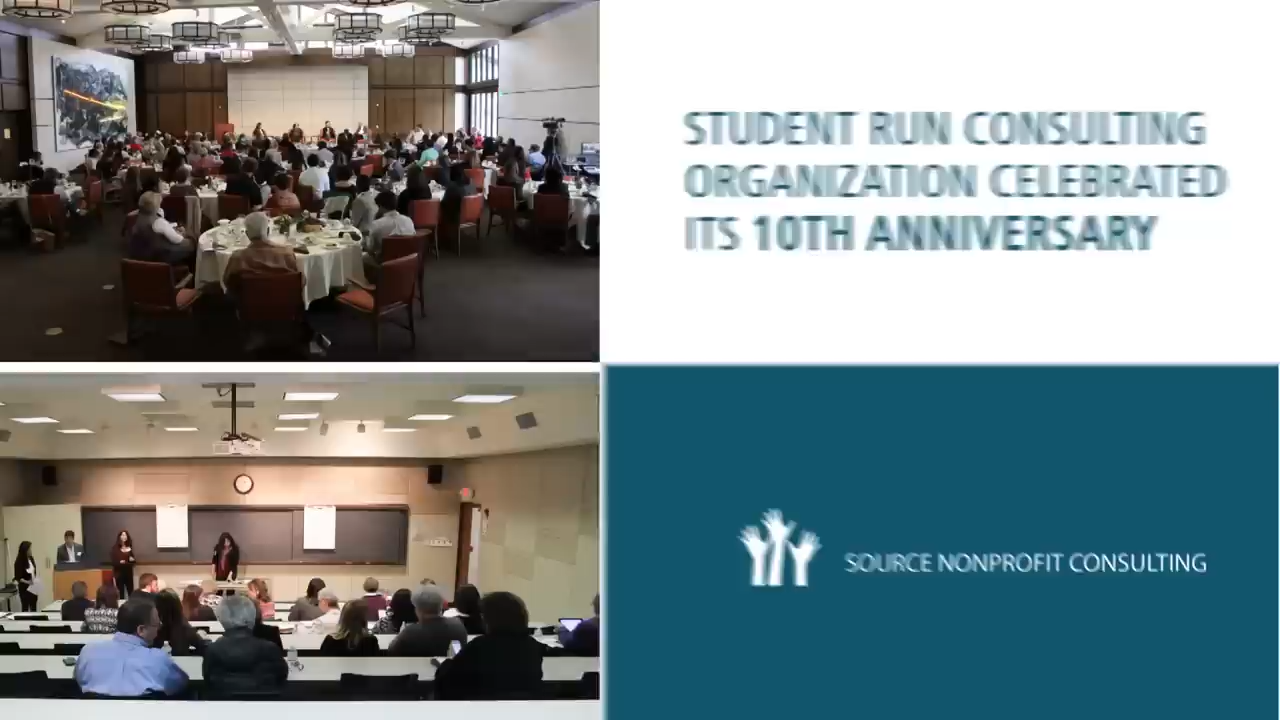 STUDENT RUN CONSULTING
ORGANIZATION CELEBRATED
ITS 10TH ANNIVERSARY
SOURCE NONPROFIT CONSULTING